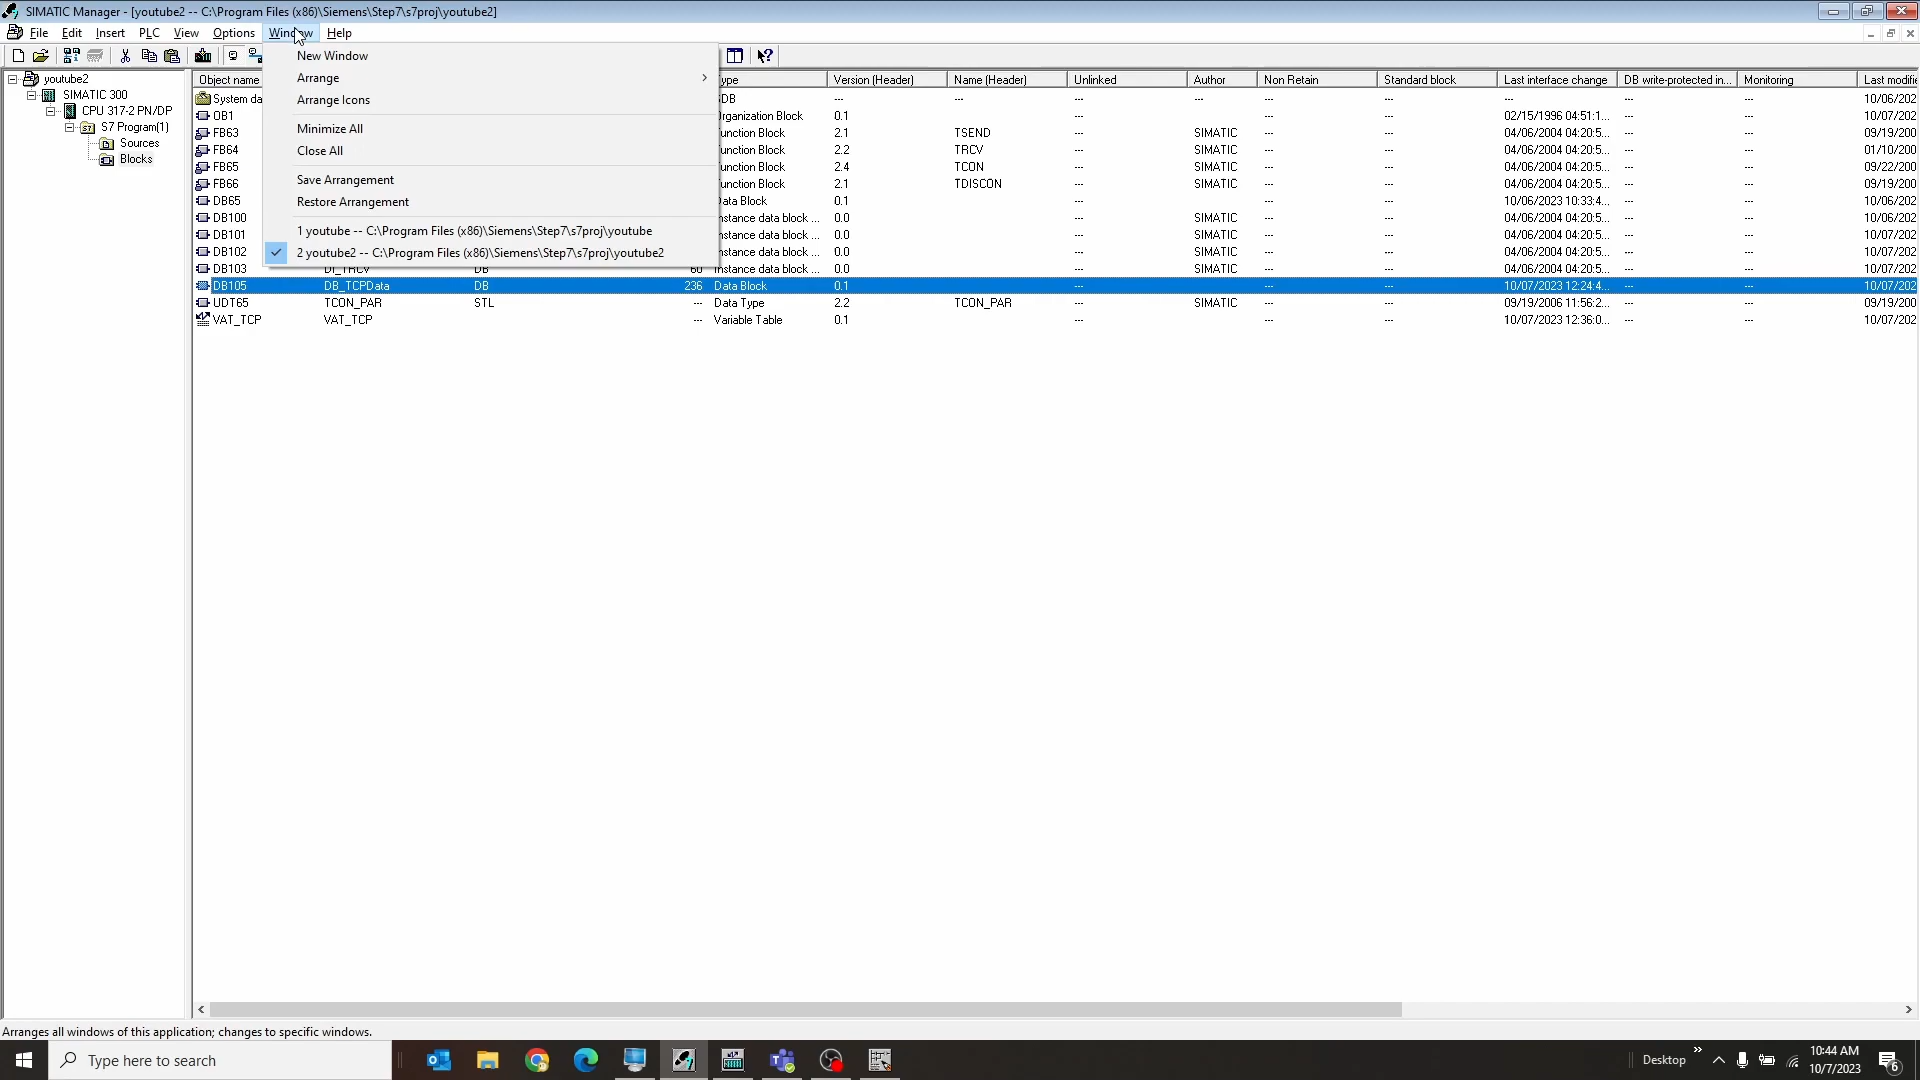 SIMATIC Manager - [youtube2 -- C:\Program Files (x86)\Siemens\Step7\s7proj\youtube2]
File Edit Insert PLC View Options Window Help
New Window
Arrange
Arrange Icons
Minimize All
Close All
Save Arrangement
Restore Arrangement
1 youtube -- C:\Program Files (x86)\Siemens\Step7\s7proj\youtube
2 youtube2 -- C:\Program Files (x86)\Siemens\Step7\s7proj\youtube2
youtube2
SIMATIC 300
CPU 317-2 PN/DP
S7 Program(1)
Sources
Blocks
Object name ype Version (Header) Name (Header) Unlinked Author Non Retain Standard block Last interface change DB write-protected in... Monitoring Last modifie
System da DB --- --- --- --- --- --- --- --- --- 10/06/202
OB1 rganization Block 0.1 --- --- --- 02/15/1996 04:51:1... --- --- 10/07/202
FB63 unction Block 2.1 TSEND --- SIMATIC --- --- 04/06/2004 04:20:5... --- --- 09/19/200
FB64 unction Block 2.2 TRCV --- SIMATIC --- --- 04/06/2004 04:20:5... --- --- 01/10/200
FB65 unction Block 2.4 TCON --- SIMATIC --- --- 04/06/2004 04:20:5... --- --- 09/22/200
FB66 unction Block 2.1 TDISCON --- SIMATIC --- --- 04/06/2004 04:20:5... --- --- 09/19/200
DB65 ata Block 0.1 --- --- --- 10/06/2023 10:33:4... --- --- 10/06/202
DB100 nstance data block ... 0.0 --- SIMATIC --- --- 04/06/2004 04:20:5... --- --- 10/06/202
DB101 nstance data block ... 0.0 --- SIMATIC --- --- 04/06/2004 04:20:5... --- --- 10/07/202
DB102 nstance data block ... 0.0 --- SIMATIC --- --- 04/06/2004 04:20:5... --- --- 10/07/202
DB103 DI_TRCV DB 60 nstance data block ... 0.0 --- SIMATIC --- --- 04/06/2004 04:20:5... --- --- 10/07/202
DB105 DB_TCPData DB 236 Data Block 0.1 --- --- --- 10/07/2023 12:24:4... --- --- 10/07/202
UDT65 TCON_PAR STL --- Data Type 2.2 TCON_PAR --- SIMATIC --- --- 09/19/2006 11:56:2... --- --- 09/19/200
VAT_TCP VAT_TCP --- Variable Table 0.1 --- --- --- 10/07/2023 12:36:0... --- --- 10/07/202
Arranges all windows of this application; changes to specific windows.
Type here to search
Desktop
10:44 AM
10/7/2023
6